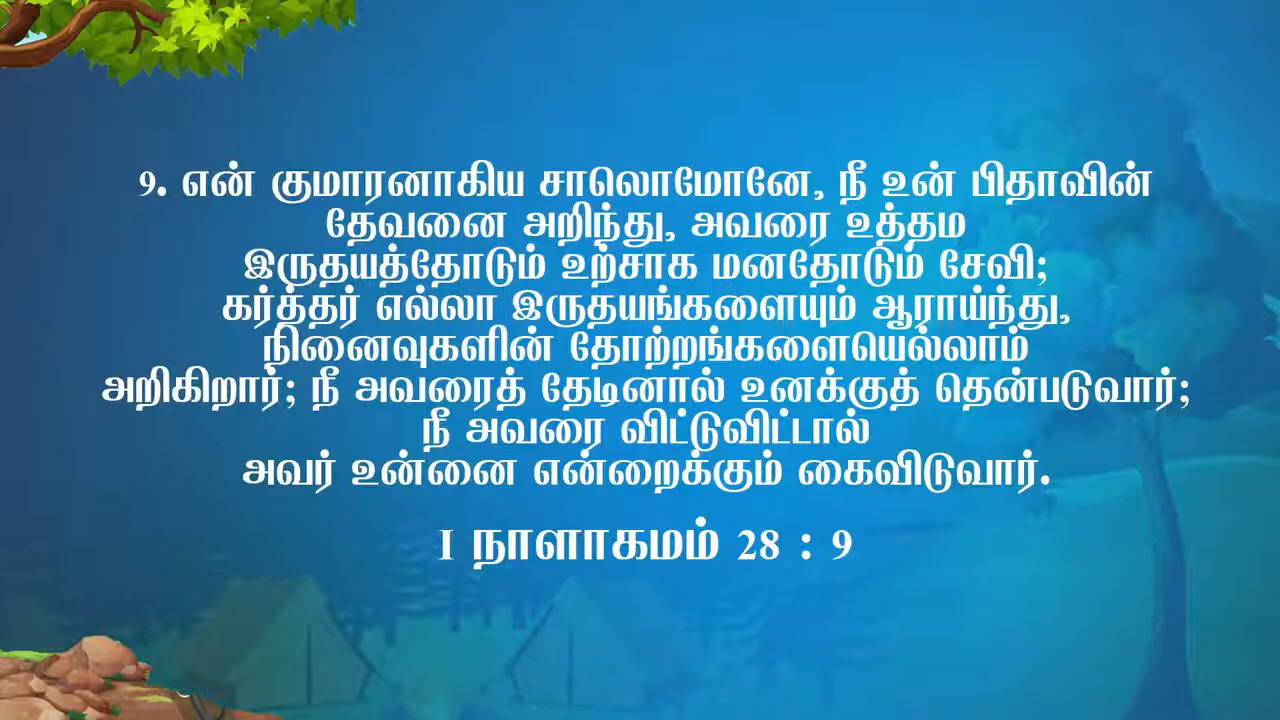 9. என் குமாரனாகிய சாலொமோனே, நீ உன் பிதாவின்
தேவனை அறிந்து, அவரை உத்தம
இருதயத்தோடும் உற்சாக மனதோடும் சேவி;
கர்த்தர் எல்லா இருதயங்களையும் ஆராய்ந்து,
நினைவுகளின் தோற்றங்களையெல்லாம்
அறிகிறார்; நீ அவரைத் தேடினால் உனக்குத் தென்படுவார்;
நீ அவரை விட்டுவிட்டால்
அவர் உன்னை என்றைக்கும் கைவிடுவார்.
I நாளாகமம் 28 : 9